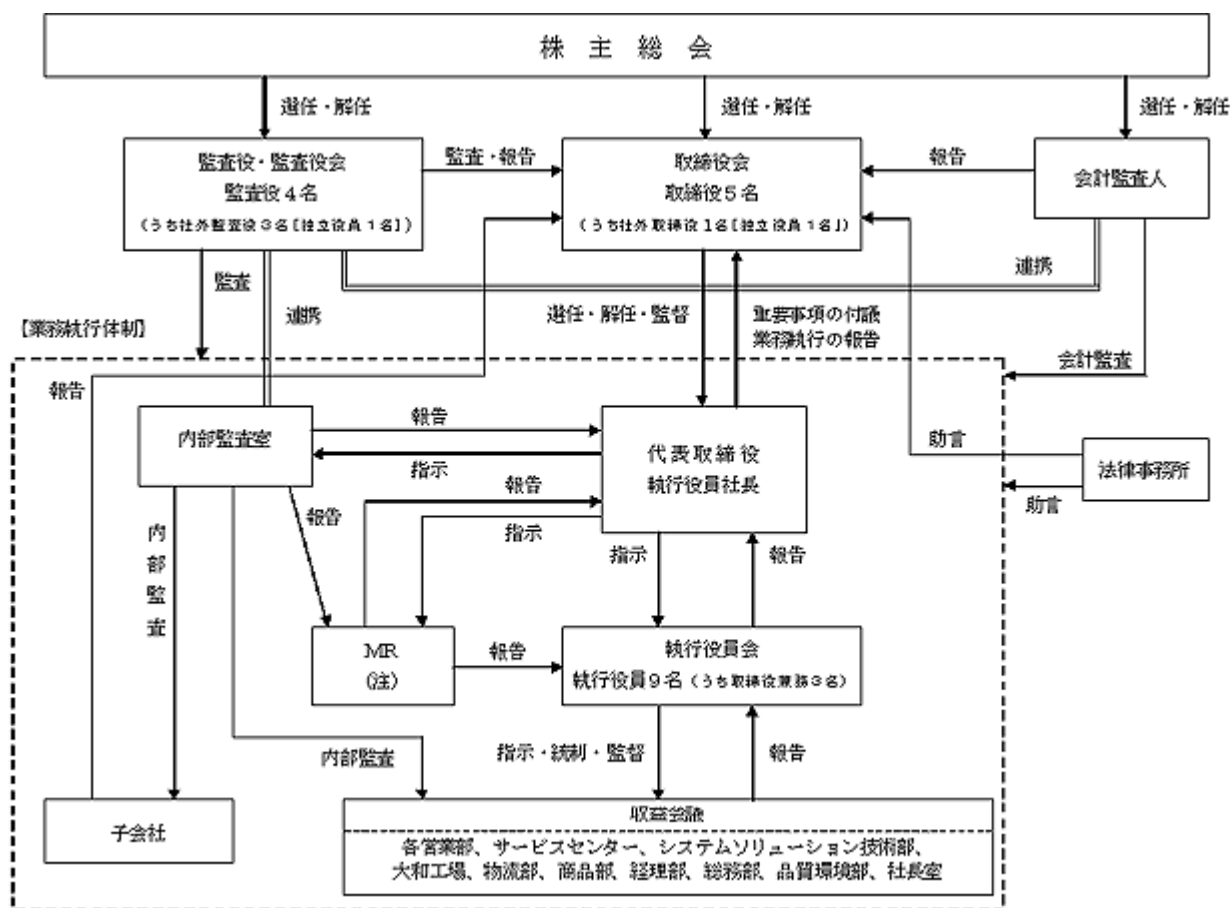 株主総会
選任・解任
選任・解任
選任・解任
監査役・監査役会
監査役4名
(うち社外監査役3名[独立役員1名])
監査・報告
取締役会
取締役5名
(うち社外取締役1名[独立役員1名])
報告
会計監査人
監査
連携
連携
選任・解任・監督
重要事項の付議
業務執行の報告
【業務執行体制】
報告
会計監査
内部監査室
報告
指示
代表取締役
執行役員社長
助言
法律事務所
助言
報告
報告
指示
内部監査
指示
報告
MR
(注)
報告
執行役員会
執行役員9名(うち取締役兼務3名)
内部監査
指示・統制・監督
報告
子会社
収益会議
各営業部、サービスセンター、システムソリューション技術部、
大和工場、物流部、商品部、経理部、総務部、品質環境部、社長室